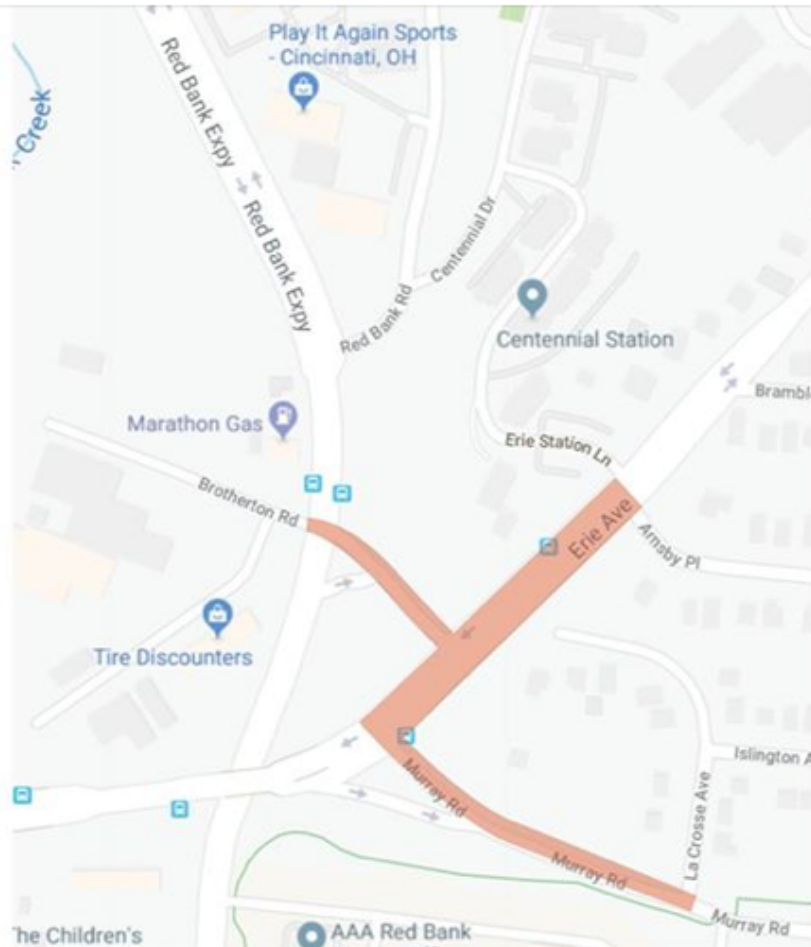 Play It Again Sports
- Cincinnati, OH
Creek
Red Bank Expy
Red Bank Expy
Centennial Dr
Red Bank Rd
Centennial Station
Brambl
Marathon Gas
Erie Station Ln
Brotherton Rd
Erie Ave
Arnsby Pl
Tire Discounters
Islington A
Murray Rd
La Crosse Ave
Murray Rd
Murray Rd
he Children's
AAA Red Bank